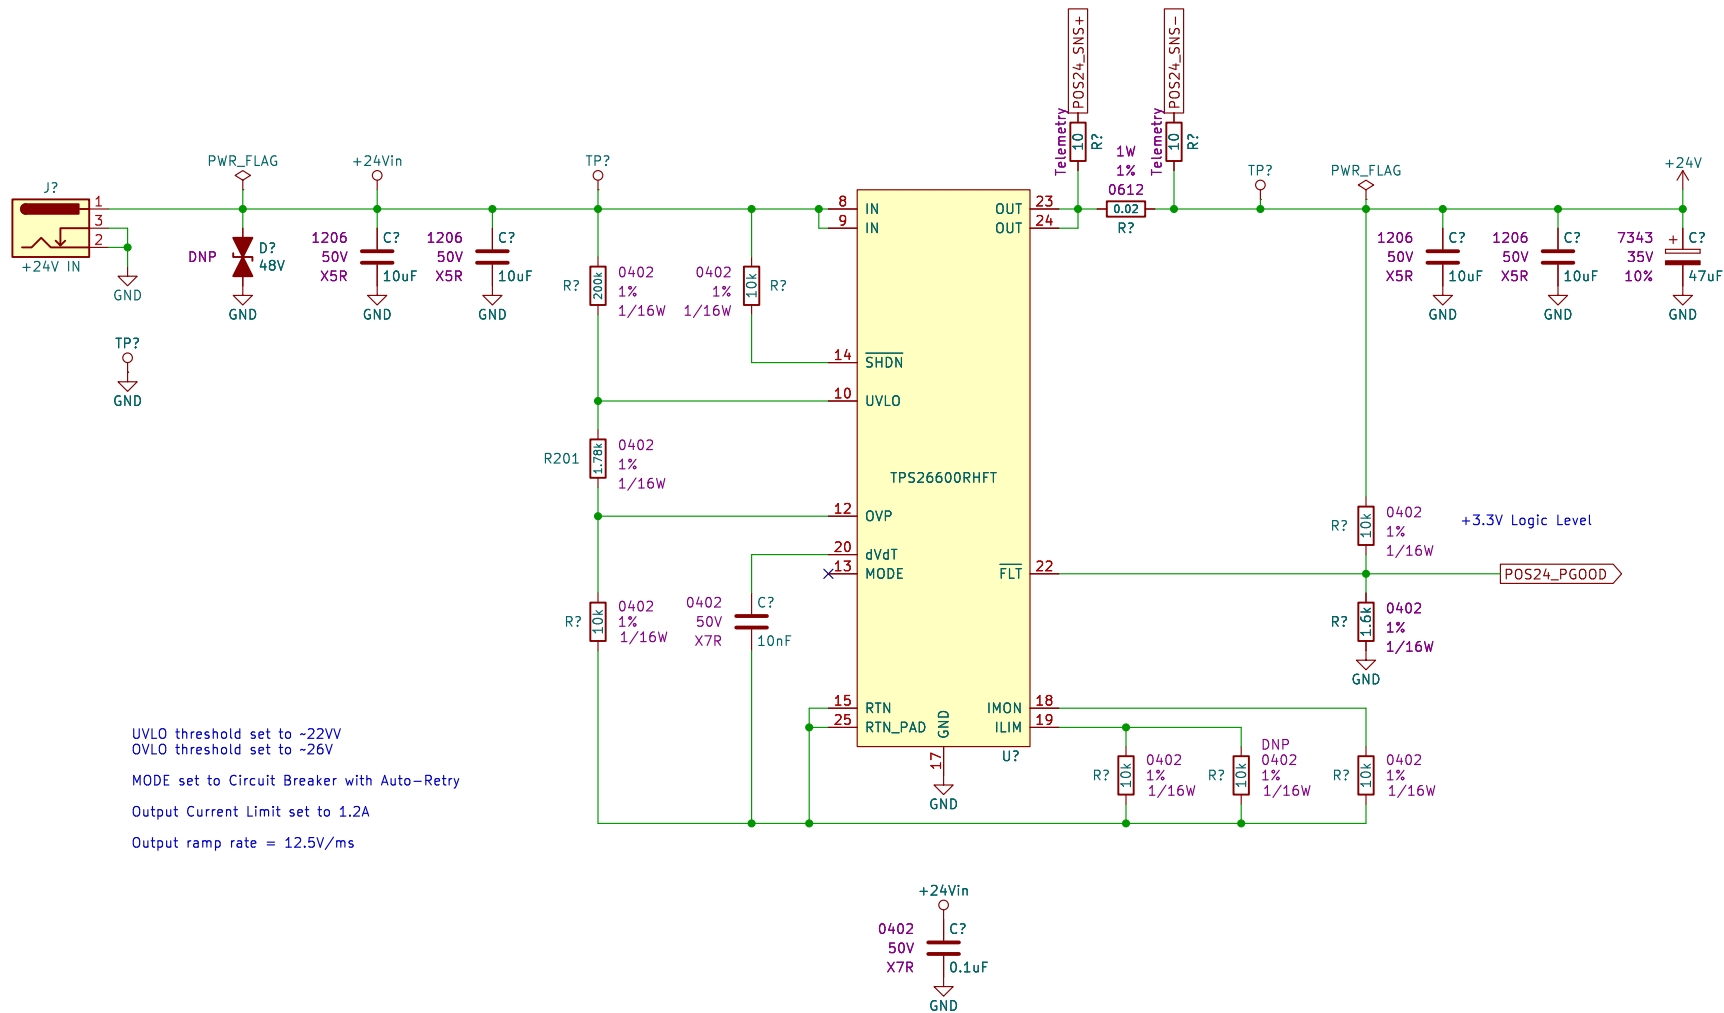 POS24_SNS+
POS24_SNS-
Telemetry
10
R?
Telemetry
10
R?
PWR_FLAG
+24Vin
TP?
1W
1%
0612
0.02
R?
TP?
PWR_FLAG
+24V
J?
1
3
2
+24V IN
GND
TP?
GND
DNP
D?
48V
GND
1206
50V
X5R
C?
10uF
GND
1206
50V
X5R
C?
10uF
GND
R?
200k
0402
1%
1/16W
0402
1%
1/16W
10k
R?
R201
1.78k
0402
1%
1/16W
R?
10k
0402
1%
1/16W
0402
50V
X7R
C?
10nF
8
IN
9
IN
14
SHDN
10
UVLO
12
OVP
20
dVdT
13
MODE
15
RTN
25
RTN_PAD
TPS26600RHFT
OUT
23
OUT
24
FLT
22
IMON
18
ILIM
19
GND
17
U?
GND
1206
50V
X5R
C?
10uF
GND
1206
50V
X5R
C?
10uF
GND
7343
35V
10%
+
C?
47uF
GND
R?
10k
0402
1%
1/16W
+3.3V Logic Level
POS24_PGOOD
R?
1.6k
0402
1%
1/16W
GND
R?
10k
0402
1%
1/16W
R?
10k
DNP
0402
1%
1/16W
R?
10k
0402
1%
1/16W
UVLO threshold set to ~22VV
OVLO threshold set to ~26V
MODE set to Circuit Breaker with Auto-Retry
Output Current Limit set to 1.2A
Output ramp rate = 12.5V/ms
+24Vin
0402
50V
X7R
C?
0.1uF
GND